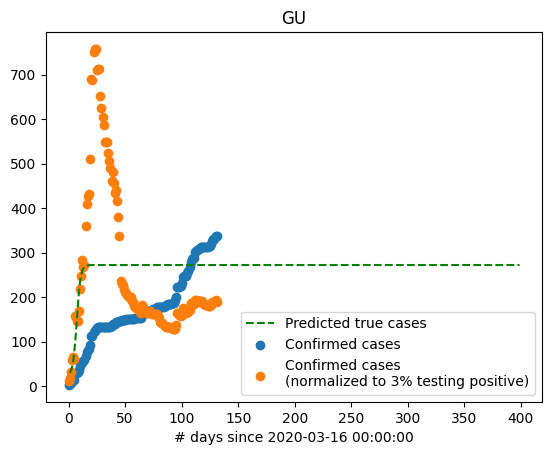 GU
700
600
500
400
300
200
100
0
Predicted true cases
Confirmed cases
Confirmed cases
(normalized to 3% testing positive)
0 50 100 150 200 250 300 350 400
# days since 2020-03-16 00:00:00